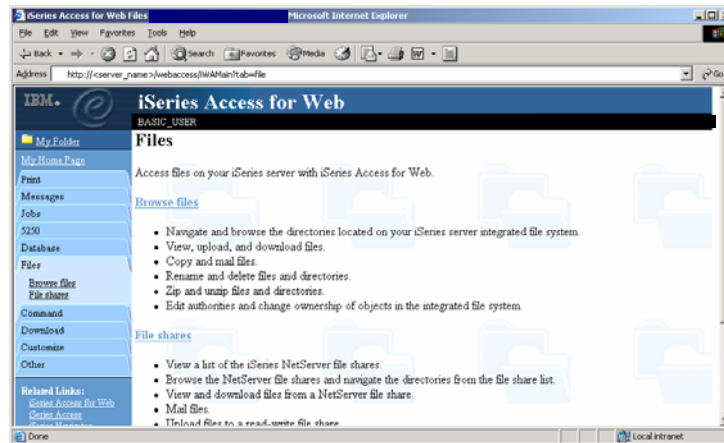 iSeries Access for Web Files Microsoft Internet Explorer
File Edit View Favorites Tools Help
Back Search Favorites Media
Address http://<server_name>/webaccess/iWAMain?tab=file Go
IBM.
iSeries Access for Web
BASIC_USER
My Folder
My Home Page
Print
Messages
Jobs
5250
Database
Files
Browse files
File shares
Command
Download
Customize
Other
Related Links:
iSeries Access for Web
iSeries Access
iSeries Navigator
Files
Access files on your iSeries server with iSeries Access for Web.
Browse files
• Navigate and browse the directories located on your iSeries server integrated file system.
• View, upload, and download files.
• Copy and mail files.
• Rename and delete files and directories.
• Zip and unzip files and directories.
• Edit authorities and change ownership of objects in the integrated file system.
File shares
• View a list of the iSeries NetServer file shares.
• Browse the NetServer file shares and navigate the directories from the file share list.
• View and download files from a NetServer file share.
• Mail files.
• Upload files to a read-write file share.
Done
Local intranet